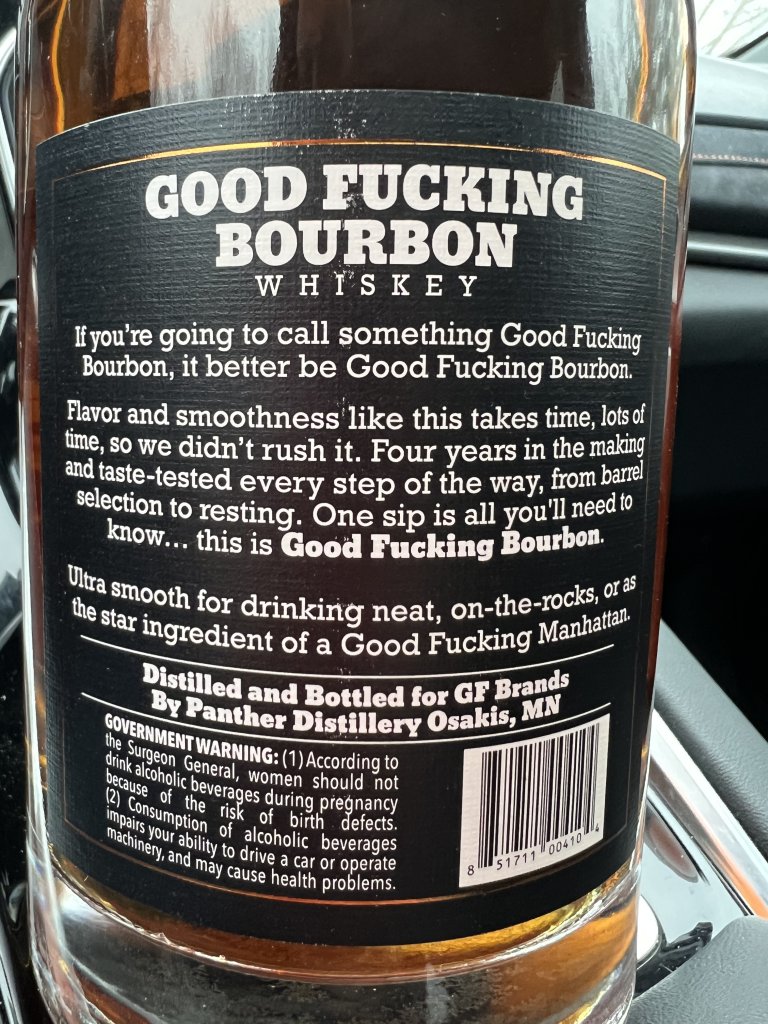 GOOD FUCKING
BOURBON
WHISKEY
If you're going to call something Good Fucking
Bourbon, it better be Good Fucking Bourbon.
Flavor and smoothness like this takes time, lots of
time, so we didn't rush it. Four years in the making
and taste-tested every step of the way, from barrel
selection to resting. One sip is all you'll need to
know... this is Good Fucking Bourbon.
Ultra smooth for drinking neat, on-the-rocks, or as
the star ingredient of a Good Fucking Manhattan.
Distilled and Bottled for GF Brands
By Panther Distillery Osakis, MN
GOVERNMENT WARNING: (1) According to
the Surgeon General, women should not
drink alcoholic beverages during pregnancy
because of the risk of birth defects.
(2) Consumption of alcoholic beverages
impairs your ability to drive a car or operate
machinery, and may cause health problems.
8 51711 00410 4